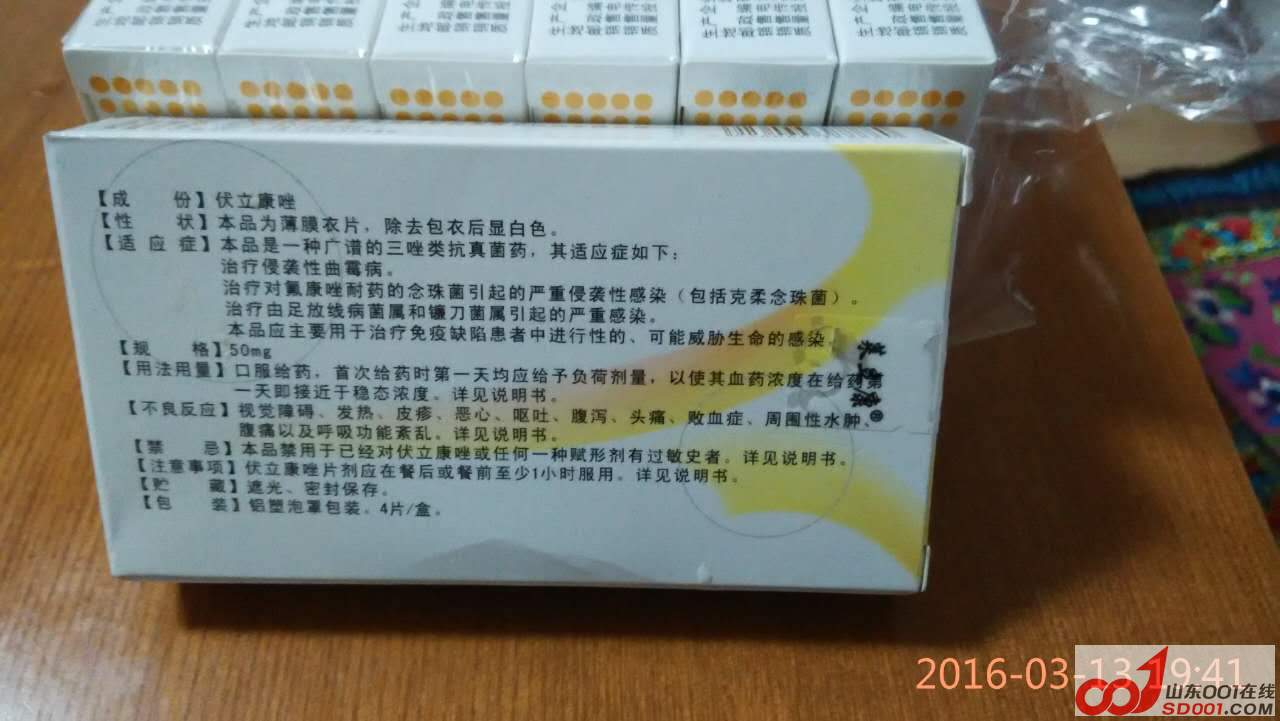 【成 份】伏立康唑
【性 状】本品为薄膜衣片，除去包衣后显白色。
【适 应 症】本品是一种广谱的三唑类抗真菌药，其适应症如下：
治疗侵袭性曲霉病。
治疗对氟康唑耐药的念珠菌引起的严重侵袭性感染（包括克柔念珠菌）。
治疗由足放线病菌属和镰刀菌属引起的严重感染。
本品应主要用于治疗免疫缺陷患者中进行性的、可能威胁生命的感染。
【规 格】50mg
【用法用量】口服给药，首次给药时第一天均应给予负荷剂量，以使其血药浓度在给药第
一天即接近于稳态浓度。详见说明书。
【不良反应】视觉障碍、发热、皮疹、恶心、呕吐、腹泻、头痛、败血症、周围性水肿、
腹痛以及呼吸功能紊乱。详见说明书。
【禁 忌】本品禁用于已经对伏立康唑或任何一种赋形剂有过敏史者。详见说明书。
【注意事项】伏立康唑片剂应在餐后或餐前至少1小时服用。详见说明书。
【贮 藏】遮光、密封保存。
【包 装】铝塑泡罩包装。4片/盒。
2016-03-13 19:41
山东001在线
SD001.COM